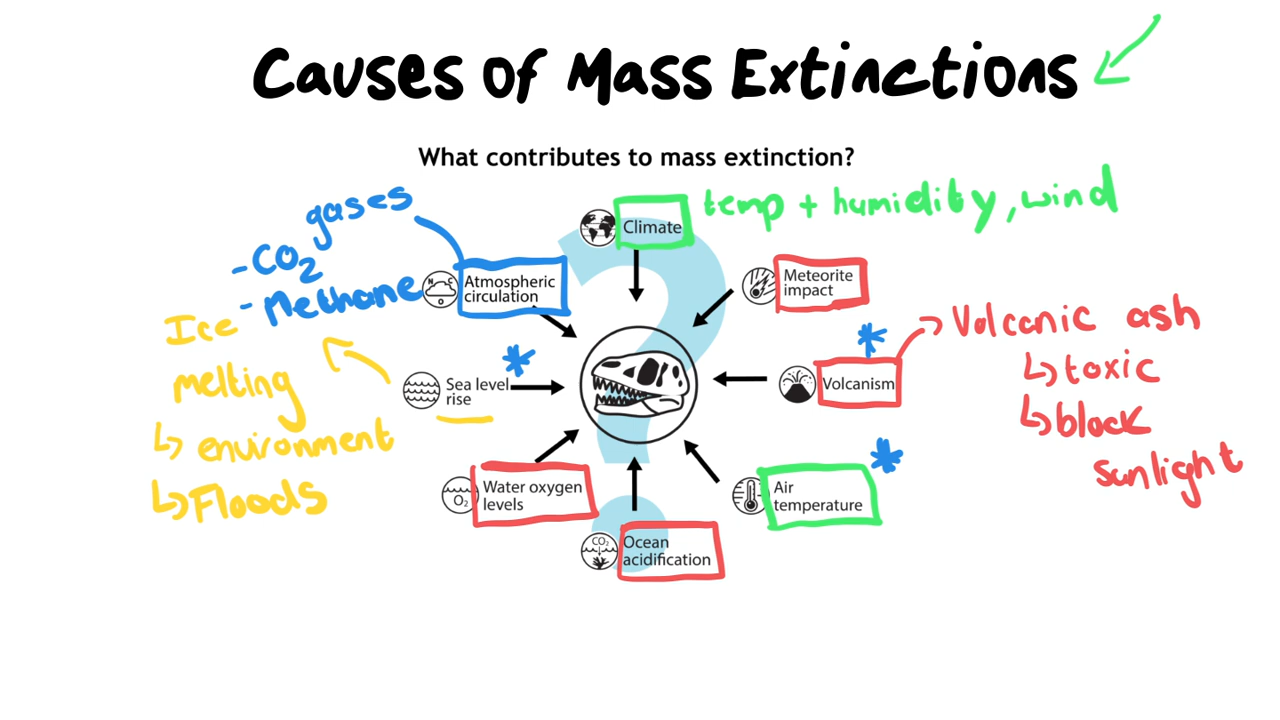 Causes of Mass Extinctions
What contributes to mass extinction?
gases
- CO2
- Methane
Climate
temp + humidity, wind
Atmospheric
circulation
N C
O
Meteorite
impact
Ice
melting
↳ environment
↳ Floods
Sea level
rise
*
*
Volcanism
Volcanic ash
↳ toxic
↳ block
sunlight
O2
Water oxygen
levels
*
Air
temperature
CO2
Ocean
acidification